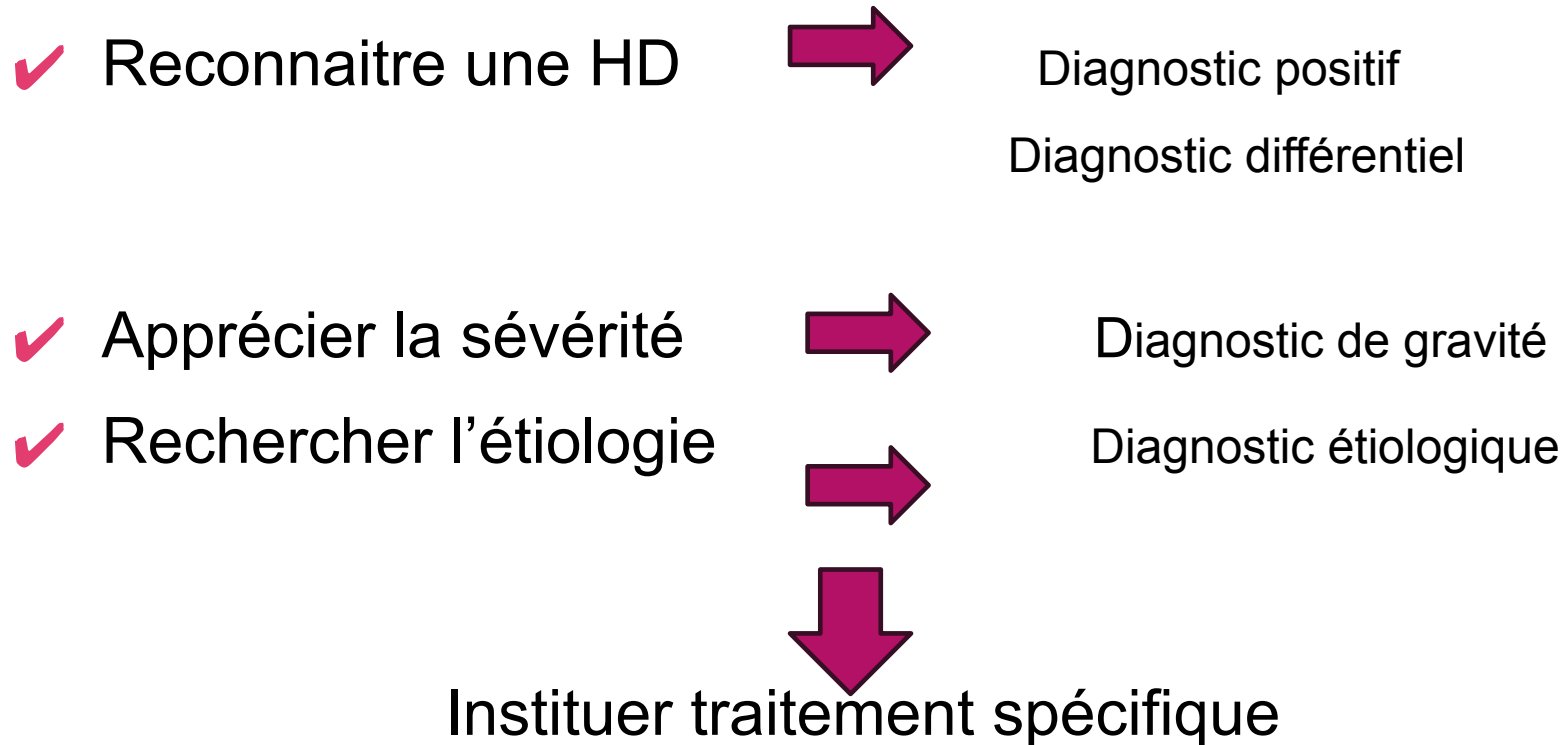 ✔ Reconnaitre une HD
Diagnostic positif
Diagnostic différentiel
✔ Apprécier la sévérité
Diagnostic de gravité
✔ Rechercher l’étiologie
Diagnostic étiologique
Instituer traitement spécifique